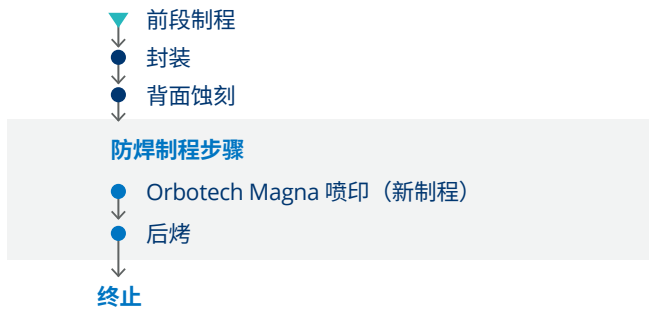 前段制程
封装
背面蚀刻
防焊制程步骤
Orbotech Magna 喷印（新制程）
后烤
终止